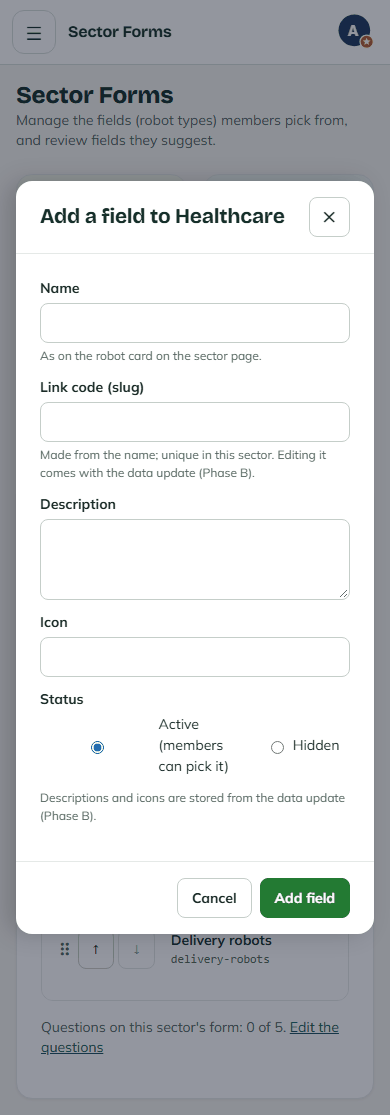 Sector Forms
A
Sector Forms
Manage the fields (robot types) members pick from,
and review fields they suggest.
Add a field to Healthcare
Name
As on the robot card on the sector page.
Link code (slug)
Made from the name; unique in this sector. Editing it
comes with the data update (Phase B).
Description
Icon
Status
Active
(members
can pick it)
Hidden
Descriptions and icons are stored from the data update
(Phase B).
Cancel
Add field
Delivery robots
delivery-robots
Questions on this sector's form: 0 of 5. Edit the
questions